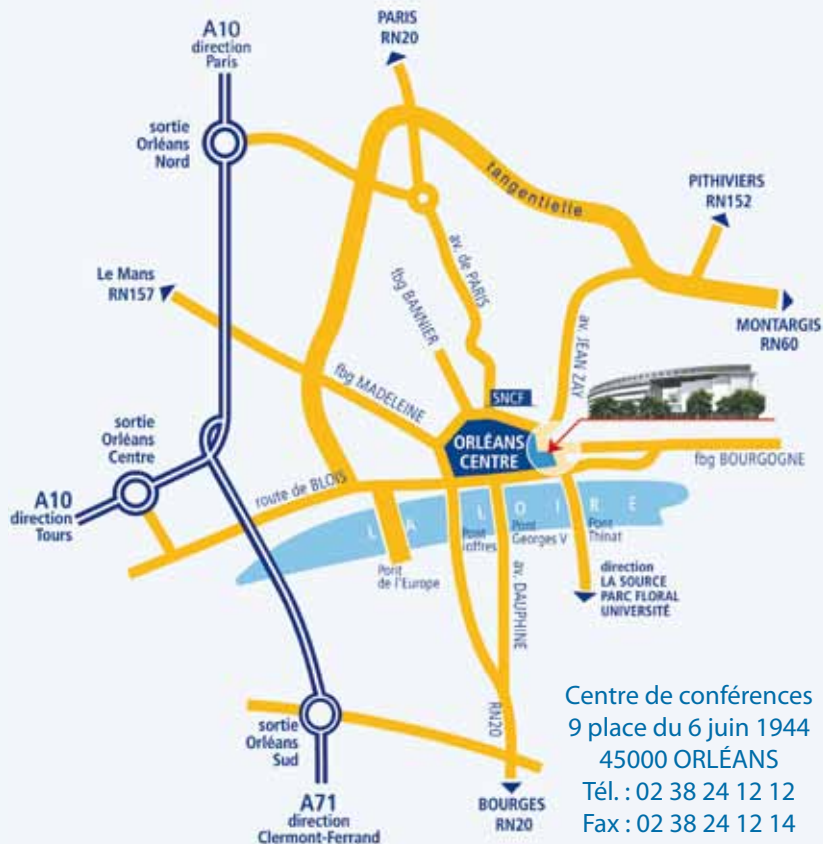 A10
direction
Paris
PARIS
RN20
sortie
Orléans
Nord
tangentielle
PITHIVIERS
RN152
Le Mans
RN157
av. de PARIS
fbg BANNIER
av. JEAN ZAY
MONTARGIS
RN60
fbg MADELEINE
SNCF
ORLÉANS
CENTRE
fbg BOURGOGNE
sortie
Orléans
Centre
A10
direction
Tours
route de BLOIS
LA LOIRE
Pont
de l'Europe
Pont
joffres
Pont
Georges V
Pont
Thinat
av. DAUPHINE
direction
LA SOURCE
PARC FLORAL
UNIVERSITÉ
RN20
sortie
Orléans
Sud
A71
direction
Clermont-Ferrand
BOURGES
RN20
Centre de conférences
9 place du 6 juin 1944
45000 ORLÉANS
Tél. : 02 38 24 12 12
Fax : 02 38 24 12 14